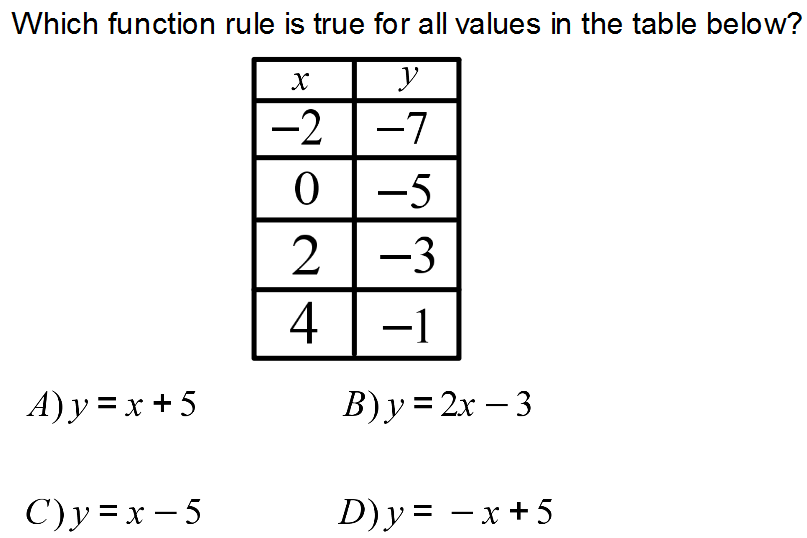 Which function rule is true for all values in the table below?
x y
−2 −7
0 −5
2 −3
4 −1
A) y = x + 5 B) y = 2x − 3
C) y = x − 5 D) y = − x + 5